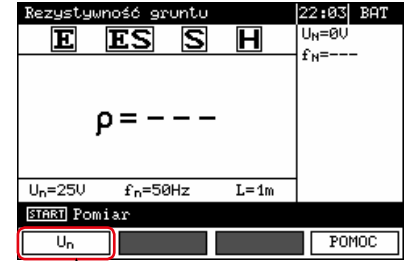 Rezystywność gruntu 22:03 BAT
E ES S H
UN=0V
fN=---
ρ=---
Un=25V fn=50Hz L=1m
START Pomiar
Un POMOC